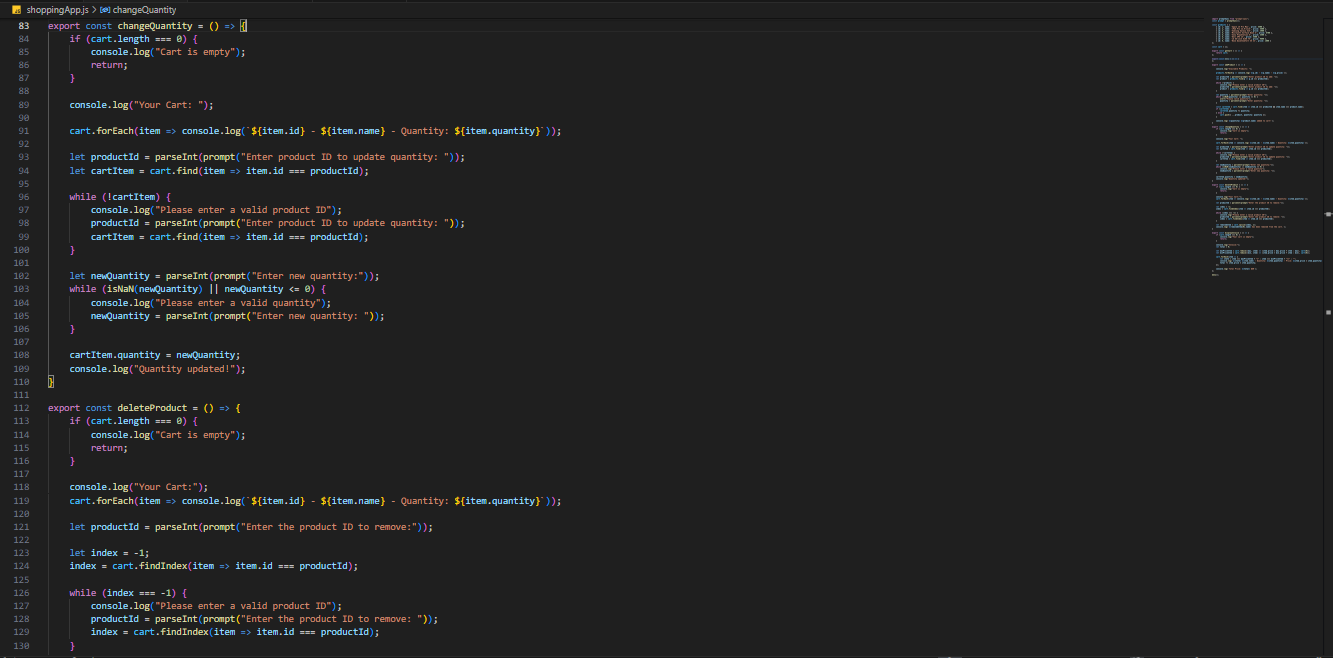 shoppingApp.js > changeQuantity
83 export const changeQuantity = () => {
84     if (cart.length === 0) {
85         console.log("Cart is empty");
86         return;
87     }
88
89     console.log("Your Cart: ");
90
91     cart.forEach(item => console.log(`${item.id} - ${item.name} - Quantity: ${item.quantity}`));
92
93     let productId = parseInt(prompt("Enter product ID to update quantity: "));
94     let cartItem = cart.find(item => item.id === productId);
95
96     while (!cartItem) {
97         console.log("Please enter a valid product ID");
98         productId = parseInt(prompt("Enter product ID to update quantity: "));
99         cartItem = cart.find(item => item.id === productId);
100     }
101
102     let newQuantity = parseInt(prompt("Enter new quantity:"));
103     while (isNaN(newQuantity) || newQuantity <= 0) {
104         console.log("Please enter a valid quantity");
105         newQuantity = parseInt(prompt("Enter new quantity: "));
106     }
107
108     cartItem.quantity = newQuantity;
109     console.log("Quantity updated!");
110 }
111
112 export const deleteProduct = () => {
113     if (cart.length === 0) {
114         console.log("Cart is empty");
115         return;
116     }
117
118     console.log("Your Cart:");
119     cart.forEach(item => console.log(`${item.id} - ${item.name} - Quantity: ${item.quantity}`));
120
121     let productId = parseInt(prompt("Enter the product ID to remove:"));
122
123     let index = -1;
124     index = cart.findIndex(item => item.id === productId);
125
126     while (index === -1) {
127         console.log("Please enter a valid product ID");
128         productId = parseInt(prompt("Enter the product ID to remove: "));
129         index = cart.findIndex(item => item.id === productId);
130     }